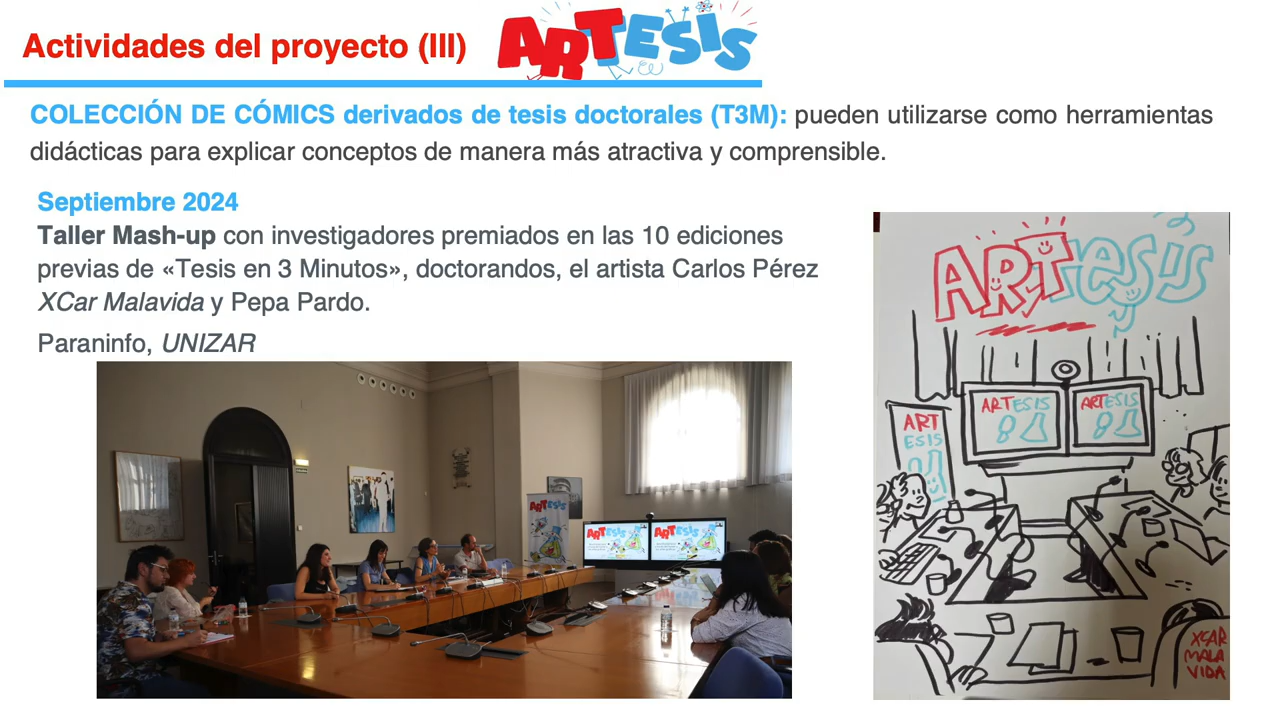 Actividades del proyecto (III)
ARTESIS
COLECCIÓN DE CÓMICS derivados de tesis doctorales (T3M): pueden utilizarse como herramientas
didácticas para explicar conceptos de manera más atractiva y comprensible.
Septiembre 2024
Taller Mash-up con investigadores premiados en las 10 ediciones
previas de «Tesis en 3 Minutos», doctorandos, el artista Carlos Pérez
XCar Malavida y Pepa Pardo.
Paraninfo, UNIZAR
ARTESIS
ARTESIS
ARTESIS
ARTesis
ARTESIS
ARTESIS
ART
ESIS
XCAR
MALA
VIDA